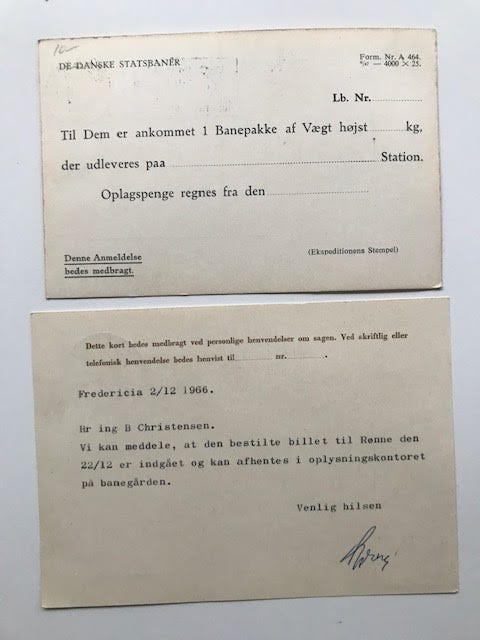 DE DANSKE STATSBANER
Form. Nr. A 464.
— 4000 × 25.
Lb. Nr.
Til Dem er ankommet 1 Banepakke af Vægt højst kg,
der udleveres paa Station.
Oplagspenge regnes fra den
Denne Anmeldelse
bedes medbragt.
(Ekspeditionens Stempel)
Dette kort bedes medbragt ved personlige henvendelser om sagen. Ved skriftlig eller
telefonisk henvendelse bedes henvist til nr. .
Fredericia 2/12 1966.
Hr ing B Christensen.
Vi kan meddele, at den bestilte billet til Rønne den
22/12 er indgået og kan afhentes i oplysningskontoret
på banegården.
Venlig hilsen